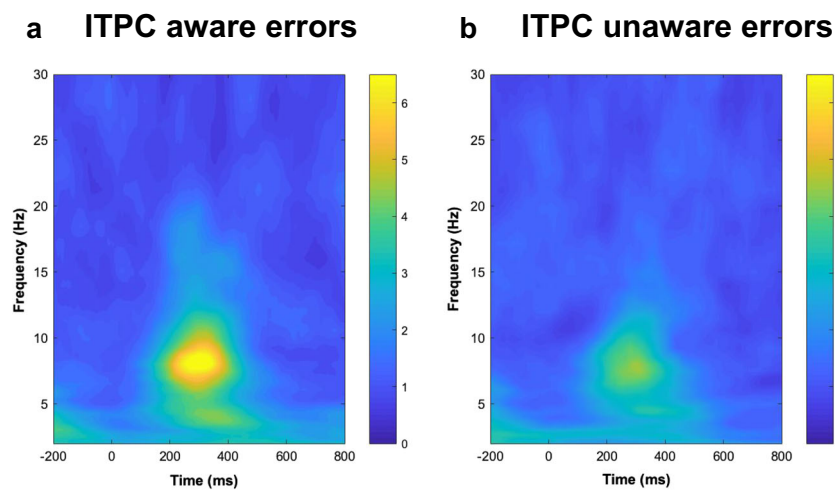 a ITPC aware errors
30
25
20
15
10
5
Frequency (Hz)
-200 0 200 400 600 800
Time (ms)
6
5
4
3
2
1
0
b ITPC unaware errors
30
25
20
15
10
5
Frequency (Hz)
-200 0 200 400 600 800
Time (ms)